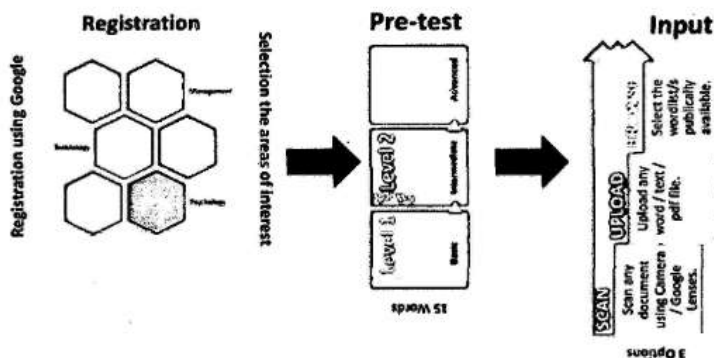 Registration
Pre-test
Input
Registration using Google
Management
Technology
Psychology
Selection the areas of interest
Advanced
Level 2
Intermediate
Level 1
Basic
15 Words
Select the
wordlist/s
publically
available.
UPLOAD
Upload any
word / text /
pdf file.
SCAN
Scan any
document
using Camera
/ Google
Lenses.
3 Options